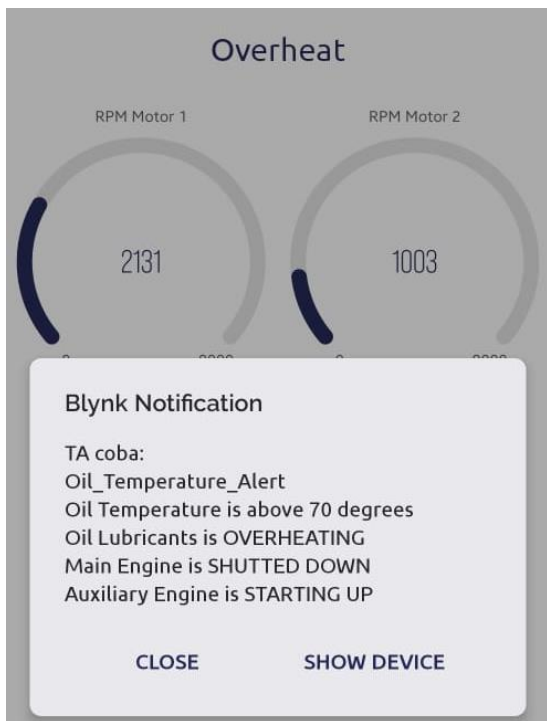 Overheat
RPM Motor 1
RPM Motor 2
2131
1003
Blynk Notification
TA coba:
Oil_Temperature_Alert
Oil Temperature is above 70 degrees
Oil Lubricants is OVERHEATING
Main Engine is SHUTTED DOWN
Auxiliary Engine is STARTING UP
CLOSE
SHOW DEVICE